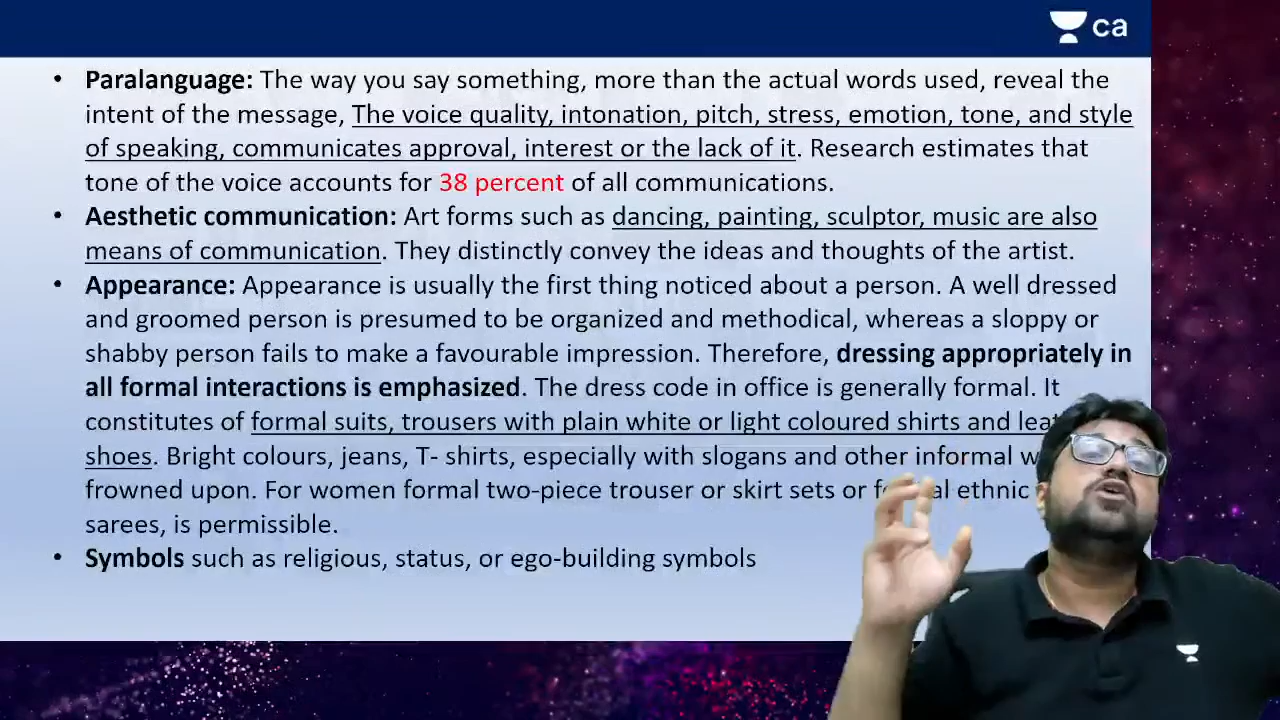 ca
• Paralanguage: The way you say something, more than the actual words used, reveal the
intent of the message, The voice quality, intonation, pitch, stress, emotion, tone, and style
of speaking, communicates approval, interest or the lack of it. Research estimates that
tone of the voice accounts for 38 percent of all communications.
• Aesthetic communication: Art forms such as dancing, painting, sculptor, music are also
means of communication. They distinctly convey the ideas and thoughts of the artist.
• Appearance: Appearance is usually the first thing noticed about a person. A well dressed
and groomed person is presumed to be organized and methodical, whereas a sloppy or
shabby person fails to make a favourable impression. Therefore, dressing appropriately in
all formal interactions is emphasized. The dress code in office is generally formal. It
constitutes of formal suits, trousers with plain white or light coloured shirts and
shoes. Bright colours, jeans, T- shirts, especially with slogans and other informal
frowned upon. For women formal two-piece trouser or skirt sets or ethnic
sarees, is permissible.
• Symbols such as religious, status, or ego-building symbols